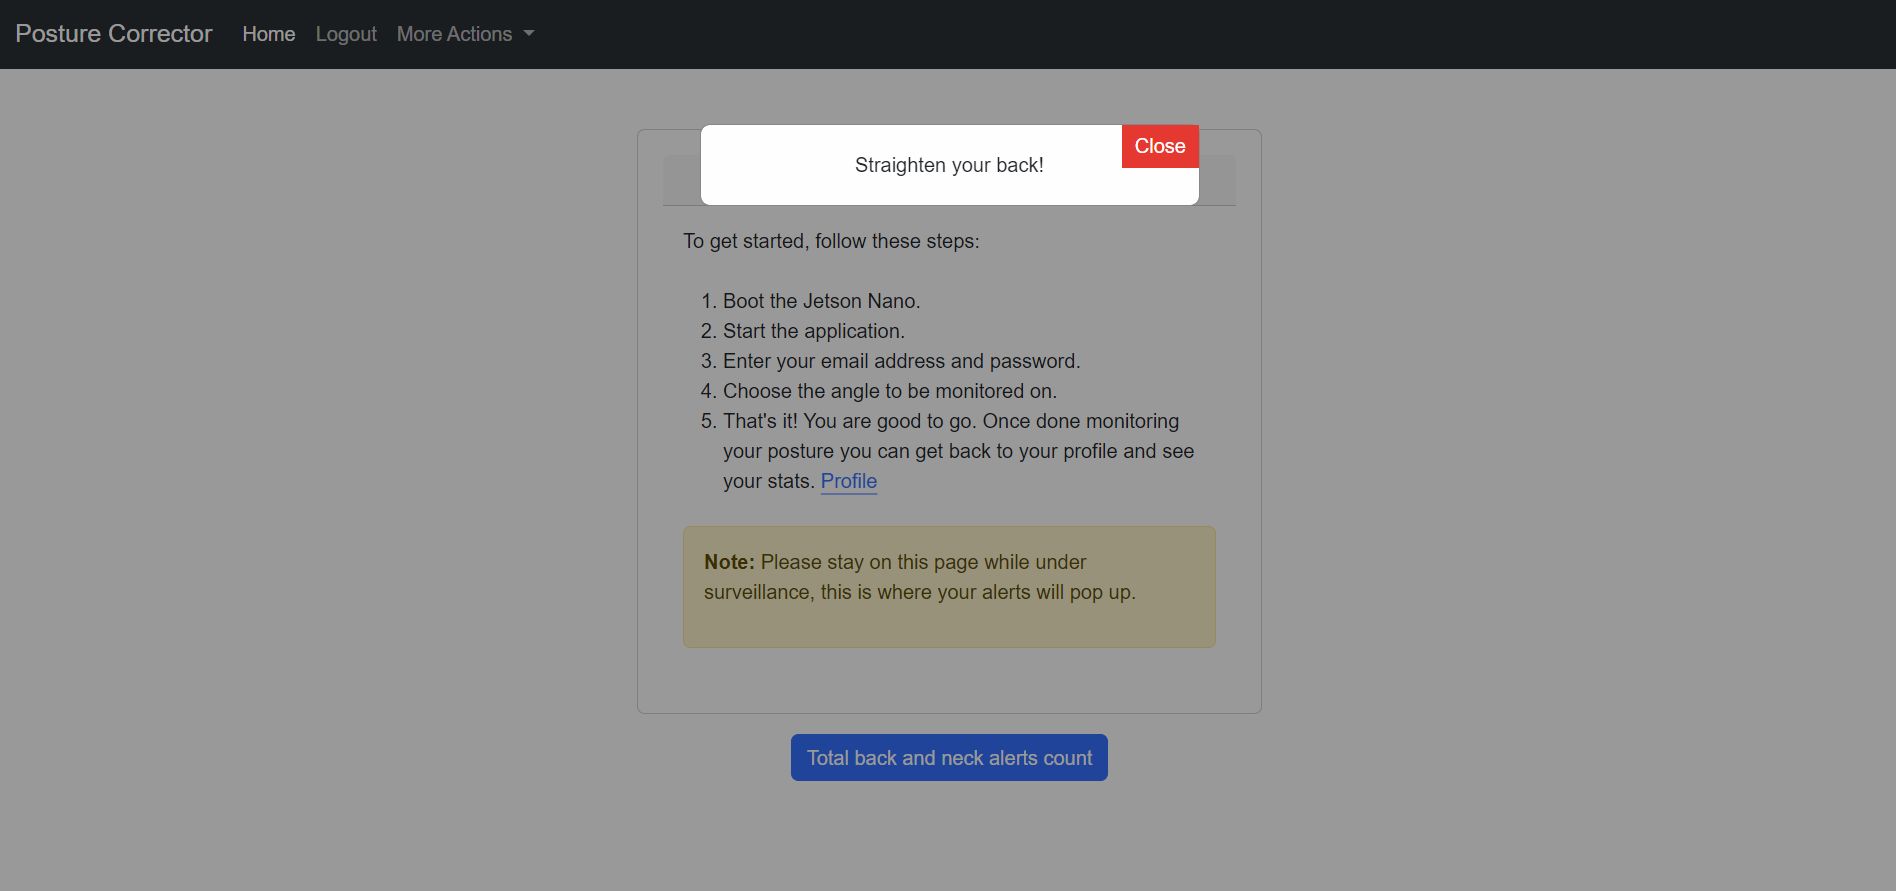 Posture Corrector Home Logout More Actions
Close
Straighten your back!
To get started, follow these steps:
1. Boot the Jetson Nano.
2. Start the application.
3. Enter your email address and password.
4. Choose the angle to be monitored on.
5. That's it! You are good to go. Once done monitoring
your posture you can get back to your profile and see
your stats. Profile
Note: Please stay on this page while under
surveillance, this is where your alerts will pop up.
Total back and neck alerts count